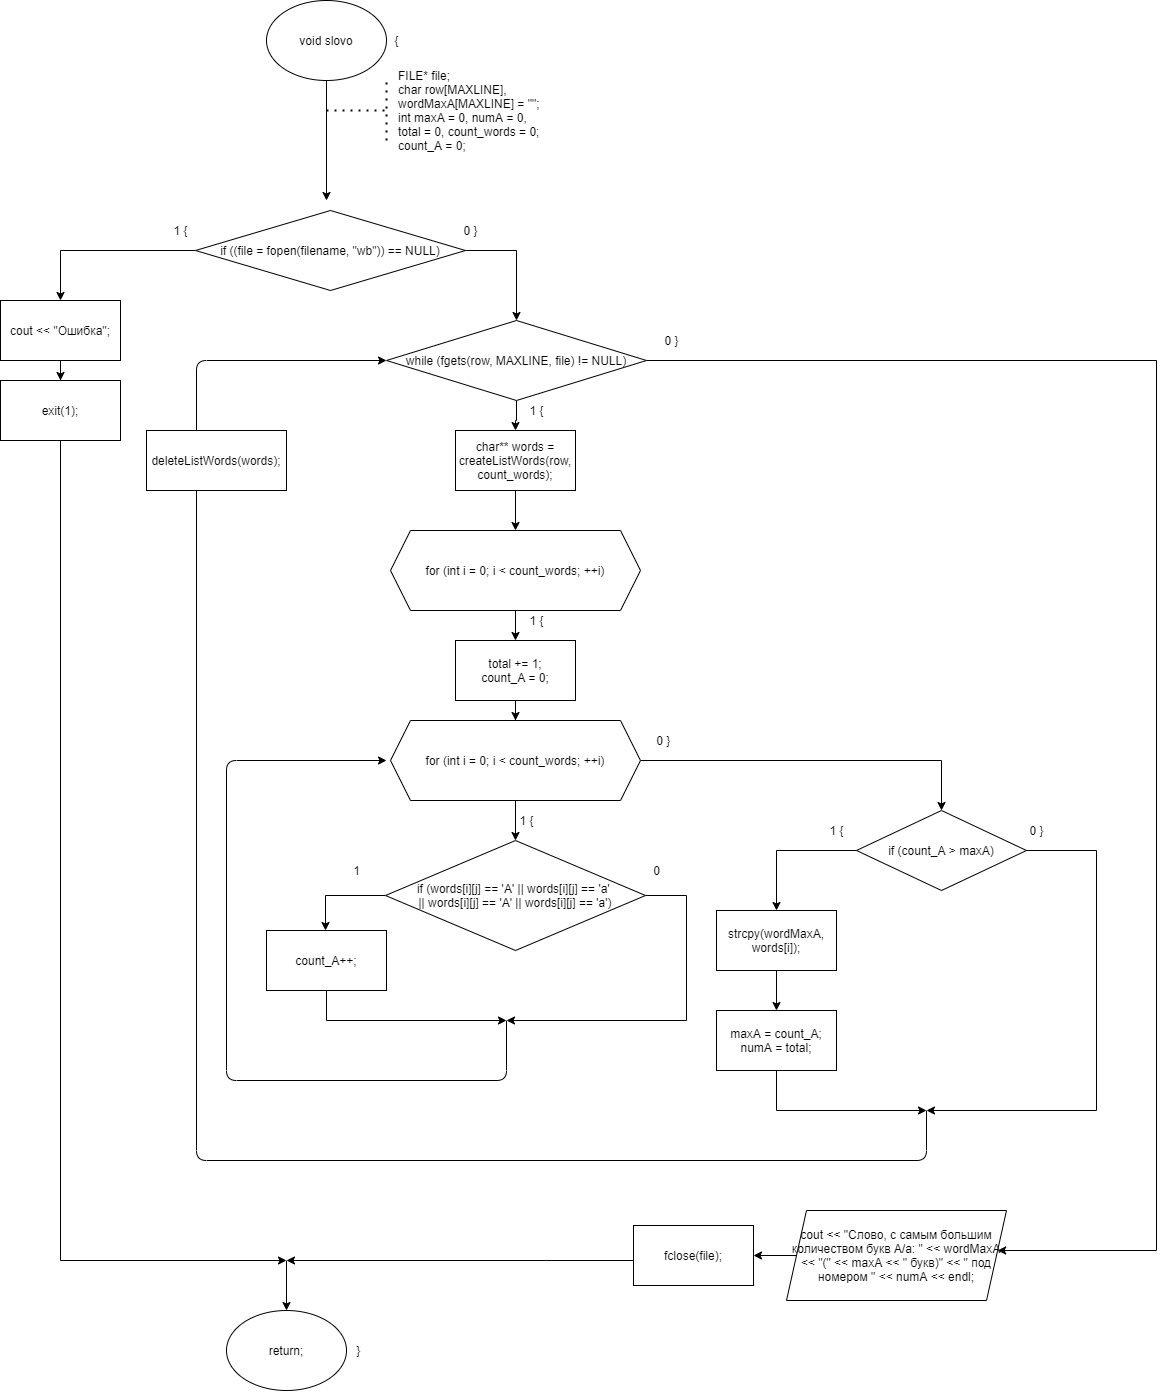 void slovo
{
FILE* file;
char row[MAXLINE],
wordMaxA[MAXLINE] = "";
int maxA = 0, numA = 0,
total = 0, count_words = 0;
count_A = 0;
1 {
0 }
if ((file = fopen(filename, "wb")) == NULL)
cout << "Ошибка";
0 }
while (fgets(row, MAXLINE, file) != NULL)
exit(1);
1 {
deleteListWords(words);
char** words =
createListWords(row,
count_words);
for (int i = 0; i < count_words; ++i)
1 {
total += 1;
count_A = 0;
0 }
for (int i = 0; i < count_words; ++i)
1 {
1 {
0 }
if (count_A > maxA)
1
0
if (words[i][j] == 'A' || words[i][j] == 'a'
|| words[i][j] == 'A' || words[i][j] == 'a')
strcpy(wordMaxA,
words[i]);
count_A++;
maxA = count_A;
numA = total;
cout << "Слово, с самым большим
количеством букв А/а: " << wordMaxA
<< "(" << maxA << " букв)" << " под
номером " << numA << endl;
fclose(file);
return;
}